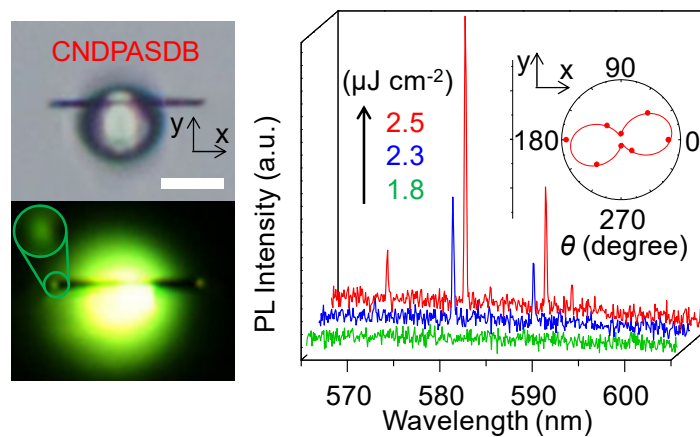 CNDPASDB
y
x
PL Intensity (a.u.)
(μJ cm-2)
2.5
2.3
1.8
y
x
90
180
0
270
θ (degree)
570
580
590
600
Wavelength (nm)